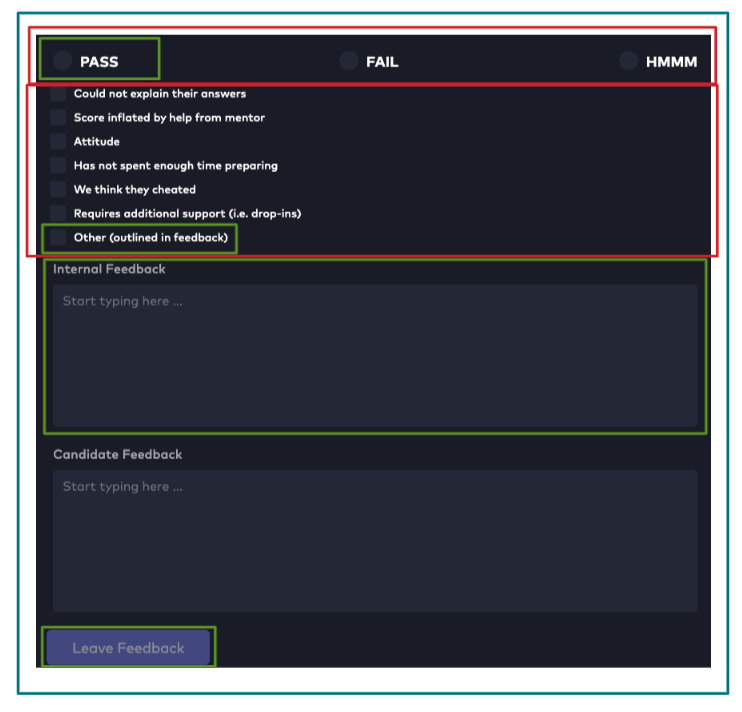 PASS FAIL HMMM
Could not explain their answers
Score inflated by help from mentor
Attitude
Has not spent enough time preparing
We think they cheated
Requires additional support (i.e. drop-ins)
Other (outlined in feedback)
Internal Feedback
Start typing here ...
Candidate Feedback
Start typing here ...
Leave Feedback